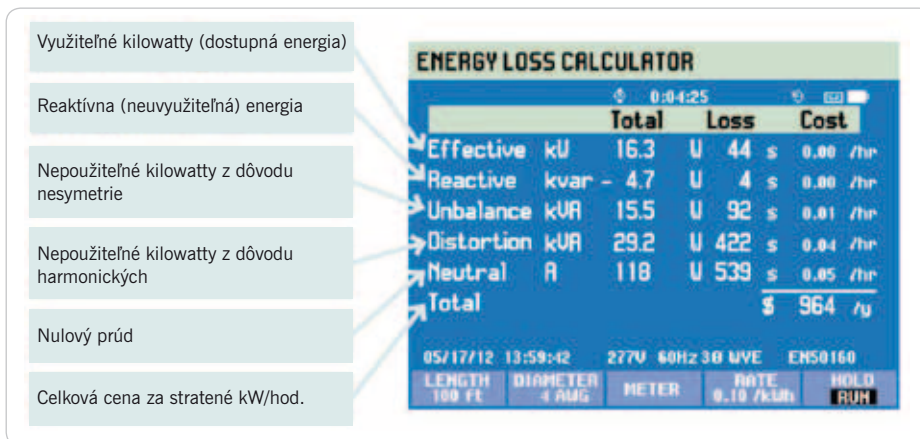 Využiteľné kilowatty (dostupná energia)
Reaktívna (neuvyužiteľná) energia
Nepoužiteľné kilowatty z dôvodu
nesymetrie
Nepoužiteľné kilowatty z dôvodu
harmonických
Nulový prúd
Celková cena za stratené kW/hod.
ENERGY LOSS CALCULATOR
0:04:25
Total Loss Cost
Effective kW 16.3 W 44 $ 0.00 /hr
Reactive kvar - 4.7 W 4 $ 0.00 /hr
Unbalance kVA 15.5 W 92 $ 0.01 /hr
Distortion kVA 29.2 W 422 $ 0.04 /hr
Neutral A 118 W 539 $ 0.05 /hr
Total $ 964 /y
05/17/12 13:59:42 277V 60Hz 3Ø WYE EN50160
LENGTH DIAMETER METER RATE HOLD
100 Ft 4 AWG 0.10 /kWh RUN